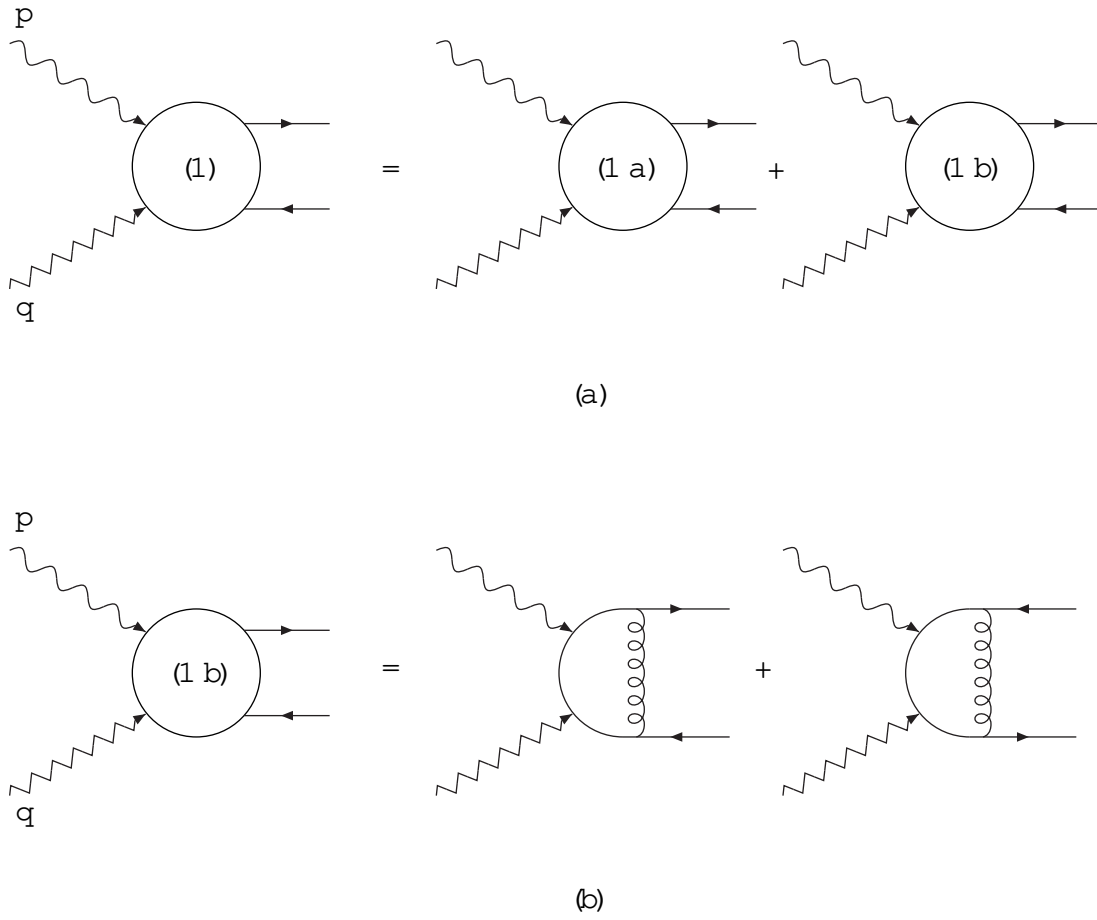 p
(1) = (1 a) + (1 b)
q
(a)
p
(1 b) = +
q
(b)